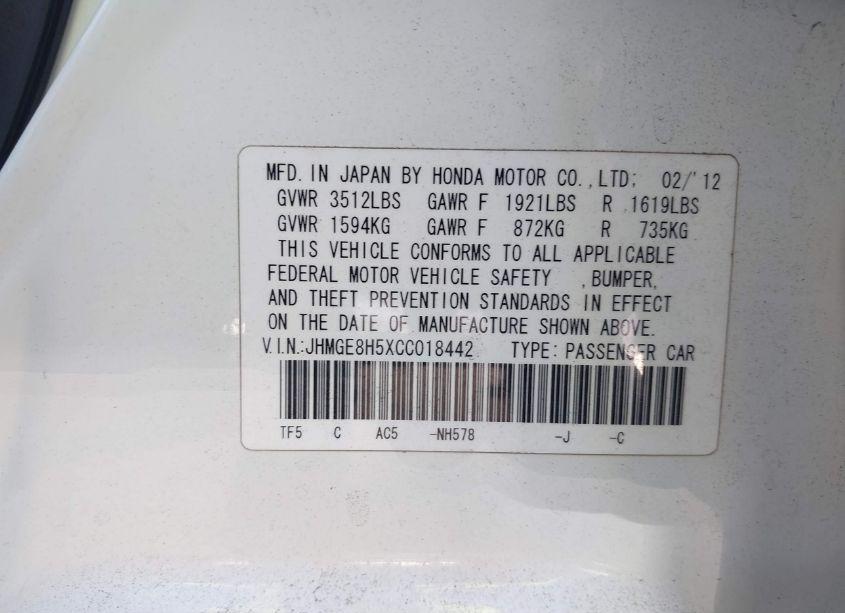 MFD. IN JAPAN BY HONDA MOTOR CO.,LTD; 02/'12
GVWR 3512LBS GAWR F 1921LBS R 1619LBS
GVWR 1594KG GAWR F 872KG R 735KG
THIS VEHICLE CONFORMS TO ALL APPLICABLE
FEDERAL MOTOR VEHICLE SAFETY ,BUMPER,
AND THEFT PREVENTION STANDARDS IN EFFECT
ON THE DATE OF MANUFACTURE SHOWN ABOVE.
V.I.N.:JHMGE8H5XCC018442 TYPE: PASSENGER CAR
TF5 C AC5 -NH578 -J -C